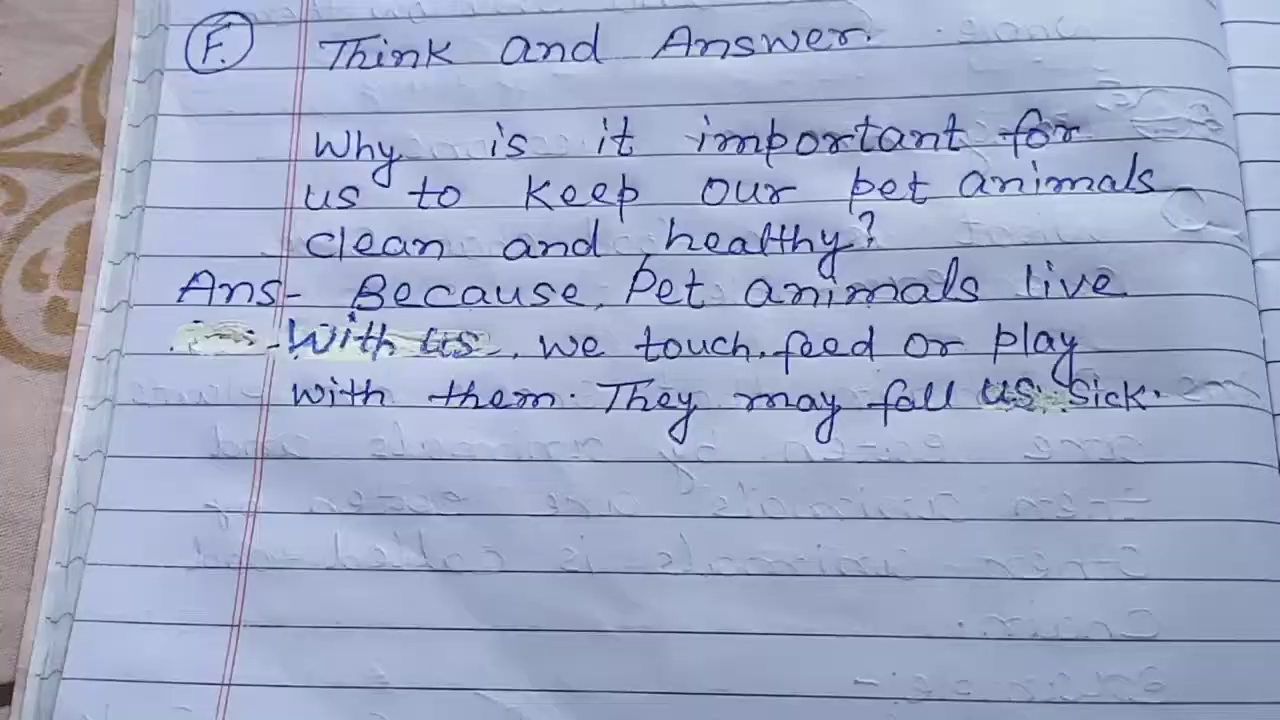 F. Think and Answer.
Why is it important for
us to keep our pet animals
clean and healthy?
Ans- Because, Pet animals live
with us, we touch, feed or play
with them. They may fall us sick.